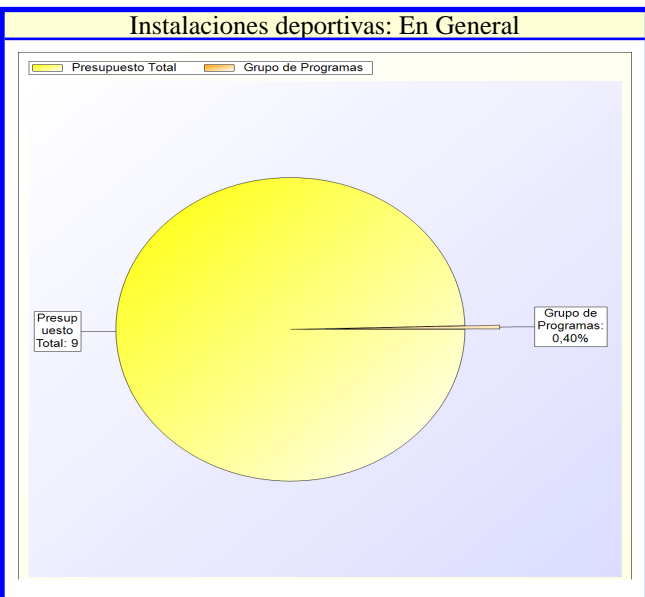 Instalaciones deportivas: En General
Presupuesto Total Grupo de Programas
Presup
uesto
Total: 9
Grupo de
Programas:
0,40%